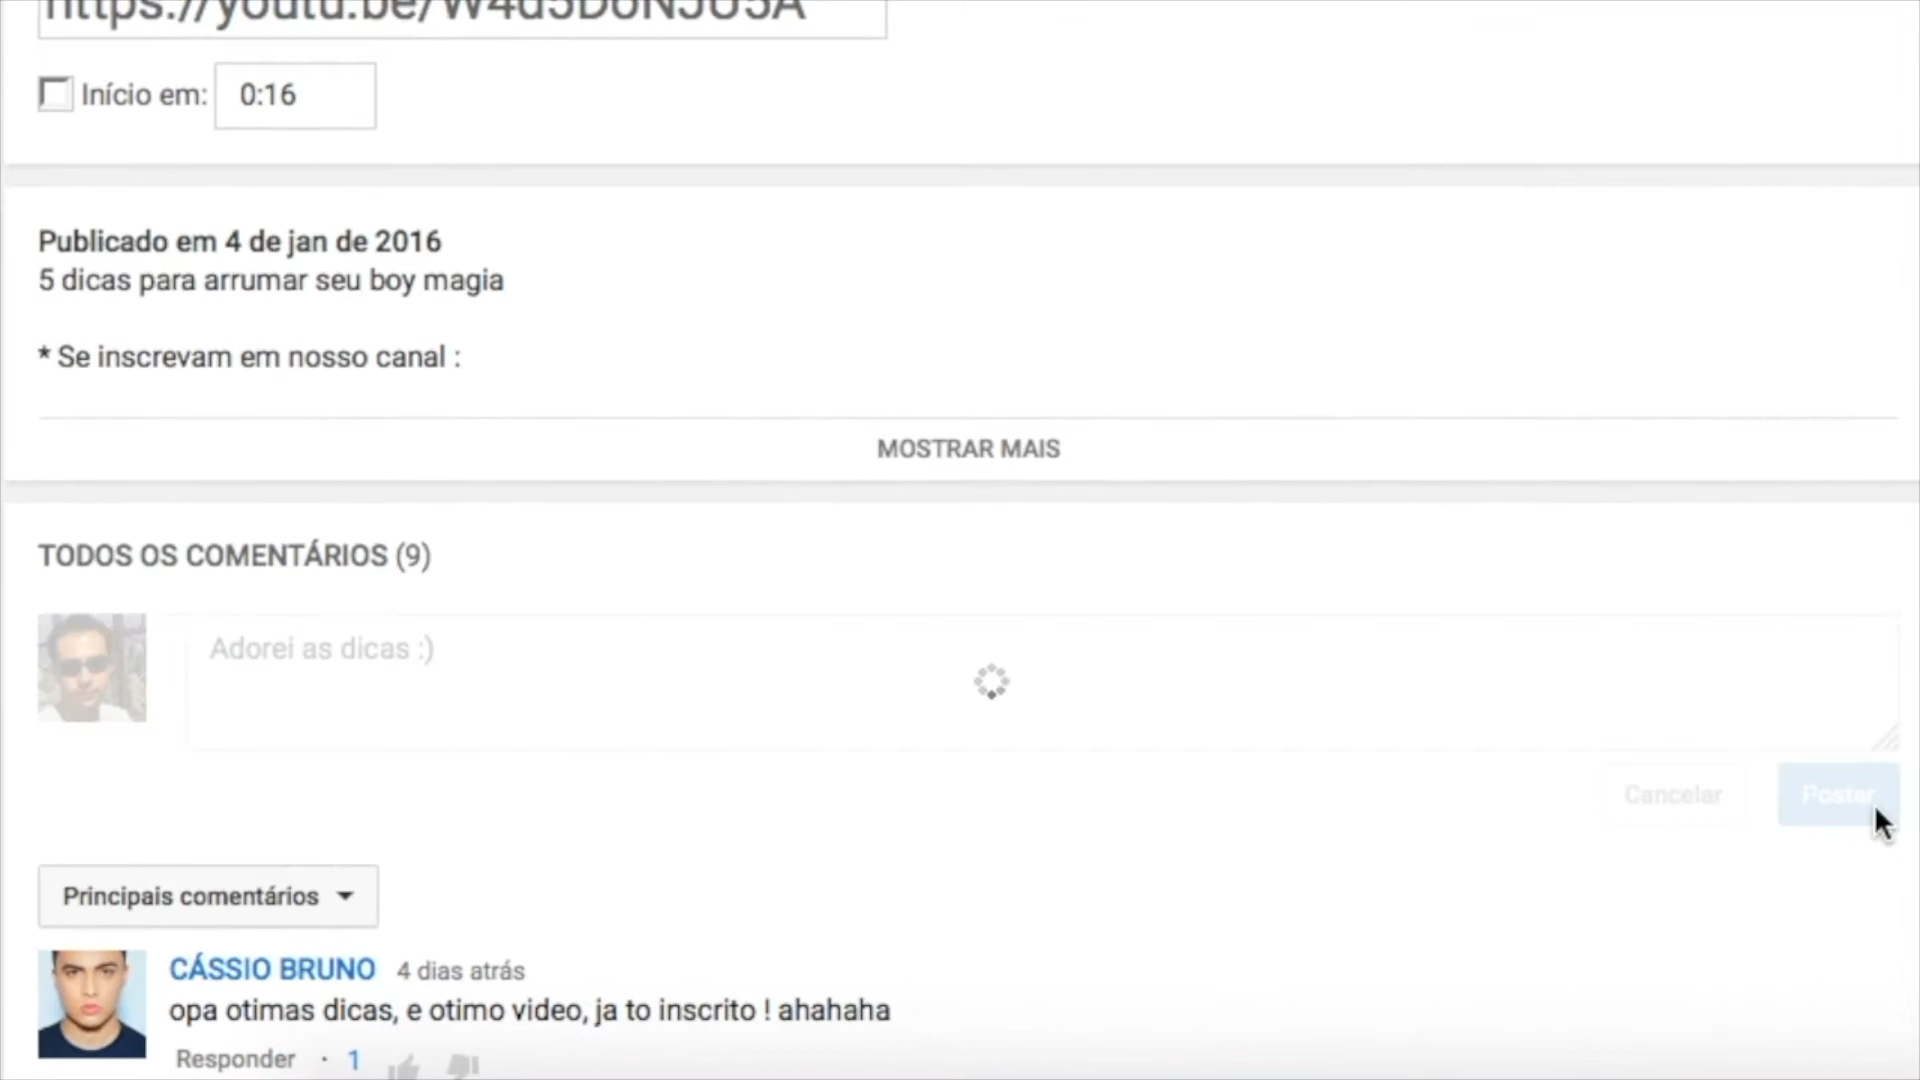 Início em: 0:16
Publicado em 4 de jan de 2016
5 dicas para arrumar seu boy magia
* Se inscrevam em nosso canal :
MOSTRAR MAIS
TODOS OS COMENTÁRIOS (9)
Adorei as dicas :)
Cancelar
Postar
Principais comentários
CÁSSIO BRUNO 4 dias atrás
opa otimas dicas, e otimo video, ja to inscrito ! ahahaha
Responder · 1